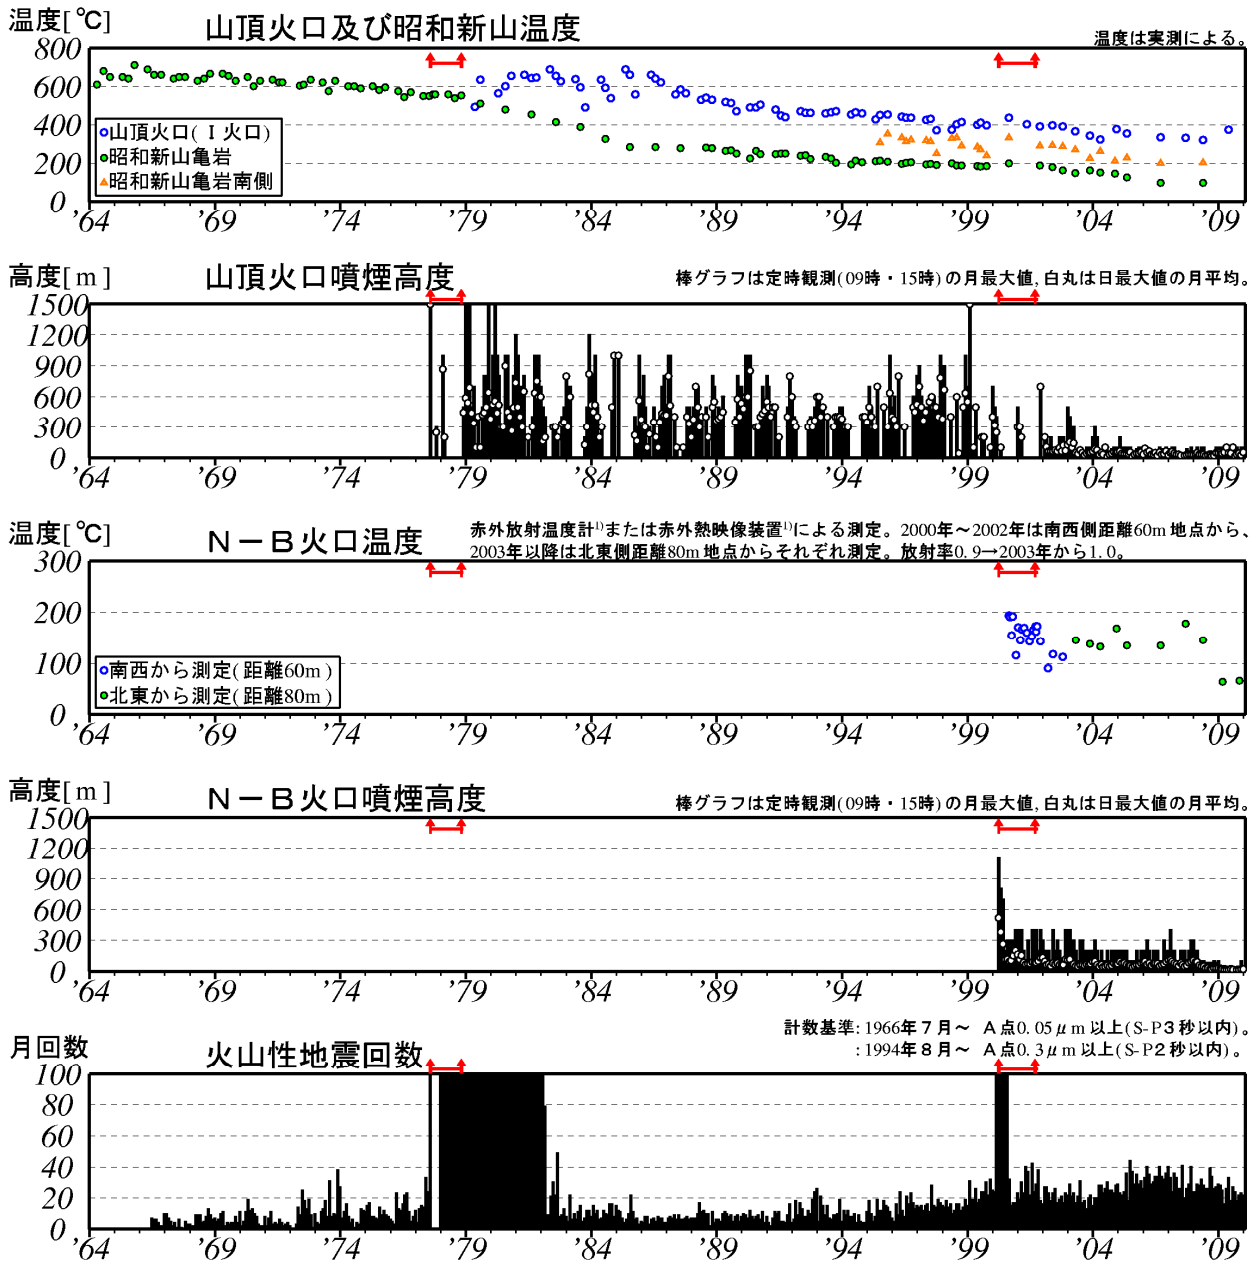 温度[℃]
山頂火口及び昭和新山温度
温度は実測による。
800
600
400
200
0
山頂火口(Ｉ火口)
昭和新山亀岩
昭和新山亀岩南側
'64 '69 '74 '79 '84 '89 '94 '99 '04 '09
高度[m]
山頂火口噴煙高度
棒グラフは定時観測(09時・15時)の月最大値,白丸は日最大値の月平均。
1500
1200
900
600
300
0
'64 '69 '74 '79 '84 '89 '94 '99 '04 '09
温度[℃]
Ｎ－Ｂ火口温度
赤外放射温度計1)または赤外熱映像装置1)による測定。2000年～2002年は南西側距離60m地点から、
2003年以降は北東側距離80m地点からそれぞれ測定。放射率0.9→2003年から1.0。
300
200
100
0
南西から測定(距離60m)
北東から測定(距離80m)
'64 '69 '74 '79 '84 '89 '94 '99 '04 '09
高度[m]
Ｎ－Ｂ火口噴煙高度
棒グラフは定時観測(09時・15時)の月最大値,白丸は日最大値の月平均。
1500
1200
900
600
300
0
'64 '69 '74 '79 '84 '89 '94 '99 '04 '09
月回数
火山性地震回数
計数基準:1966年7月～ A点0.05μm以上(S-P3秒以内)。
:1994年8月～ A点0.3μm以上(S-P2秒以内)。
100
80
60
40
20
0
'64 '69 '74 '79 '84 '89 '94 '99 '04 '09